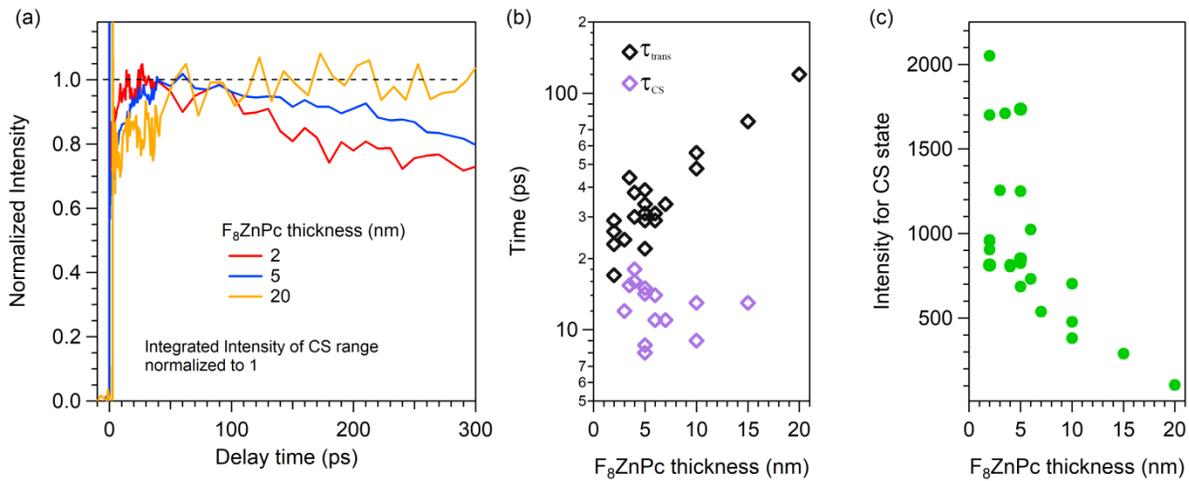 (a)
Normalized Intensity
1.0
0.8
0.6
0.4
0.2
0.0
F₈ZnPc thickness (nm)
2
5
20
Integrated Intensity of CS range
normalized to 1
0
100
200
300
Delay time (ps)
(b)
Time (ps)
2
100
7
6
5
4
3
2
10
7
6
5
τtrans
τCS
0
5
10
15
20
F₈ZnPc thickness (nm)
(c)
Intensity for CS state
2000
1500
1000
500
0
5
10
15
20
F₈ZnPc thickness (nm)